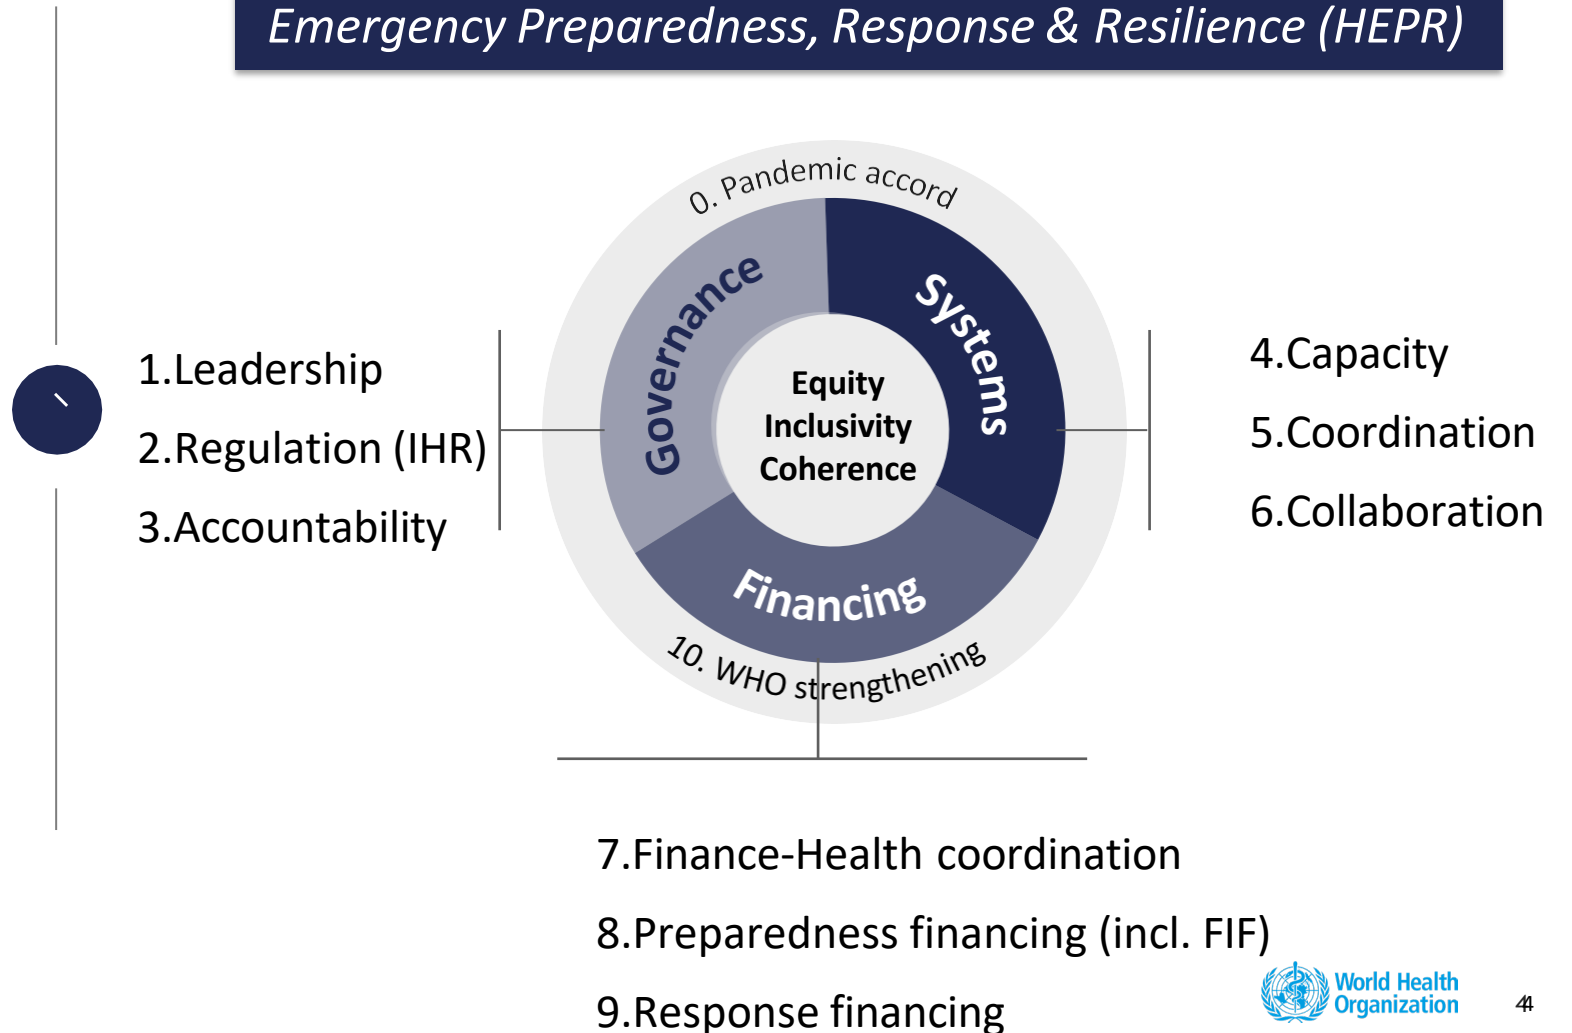 Emergency Preparedness, Response & Resilience (HEPR)
0. Pandemic accord
Governance
Systems
Financing
Equity
Inclusivity
Coherence
10. WHO strengthening
1.Leadership
2.Regulation (IHR)
3.Accountability
4.Capacity
5.Coordination
6.Collaboration
7.Finance-Health coordination
8.Preparedness financing (incl. FIF)
9.Response financing
World Health
Organization